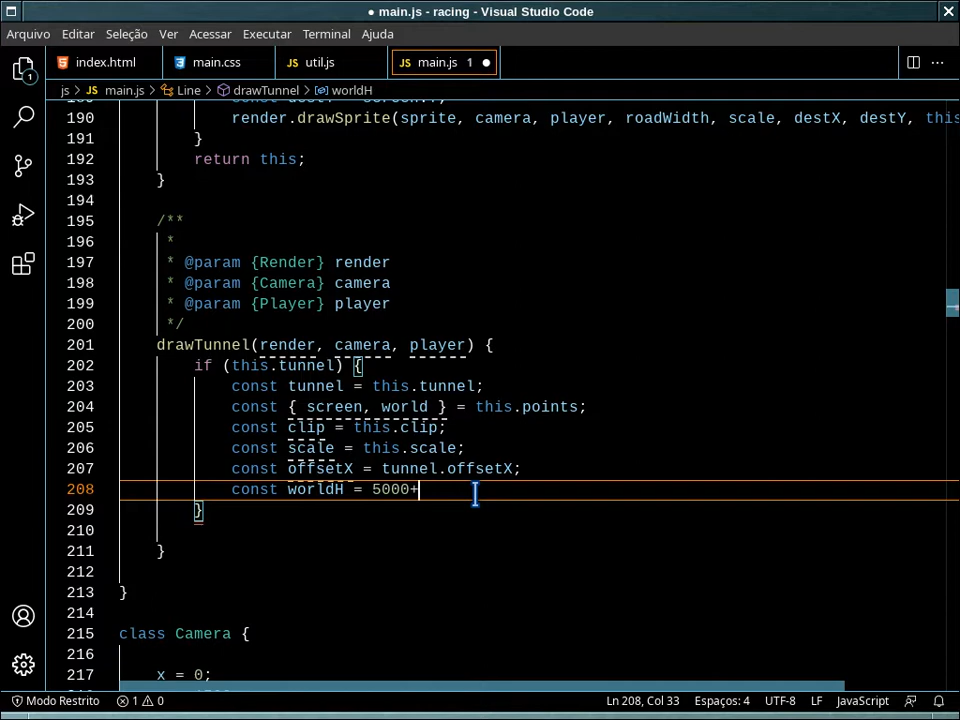 ● main.js - racing - Visual Studio Code
Arquivo Editar Seleção Ver Acessar Executar Terminal Ajuda
index.html main.css JS util.js JS main.js 1 ●
js > JS main.js > Line > drawTunnel > worldH
190 render.drawSprite(sprite, camera, player, roadWidth, scale, destX, destY, this
191 }
192 return this;
193 }
194
195 /**
196 *
197 * @param {Render} render
198 * @param {Camera} camera
199 * @param {Player} player
200 */
201 drawTunnel(render, camera, player) {
202 if (this.tunnel) {
203 const tunnel = this.tunnel;
204 const { screen, world } = this.points;
205 const clip = this.clip;
206 const scale = this.scale;
207 const offsetX = tunnel.offsetX;
208 const worldH = 5000+
209 }
210
211 }
212
213 }
214
215 class Camera {
216
217 x = 0;
Modo Restrito 1 0 Ln 208, Col 33 Espaços: 4 UTF-8 LF JavaScript